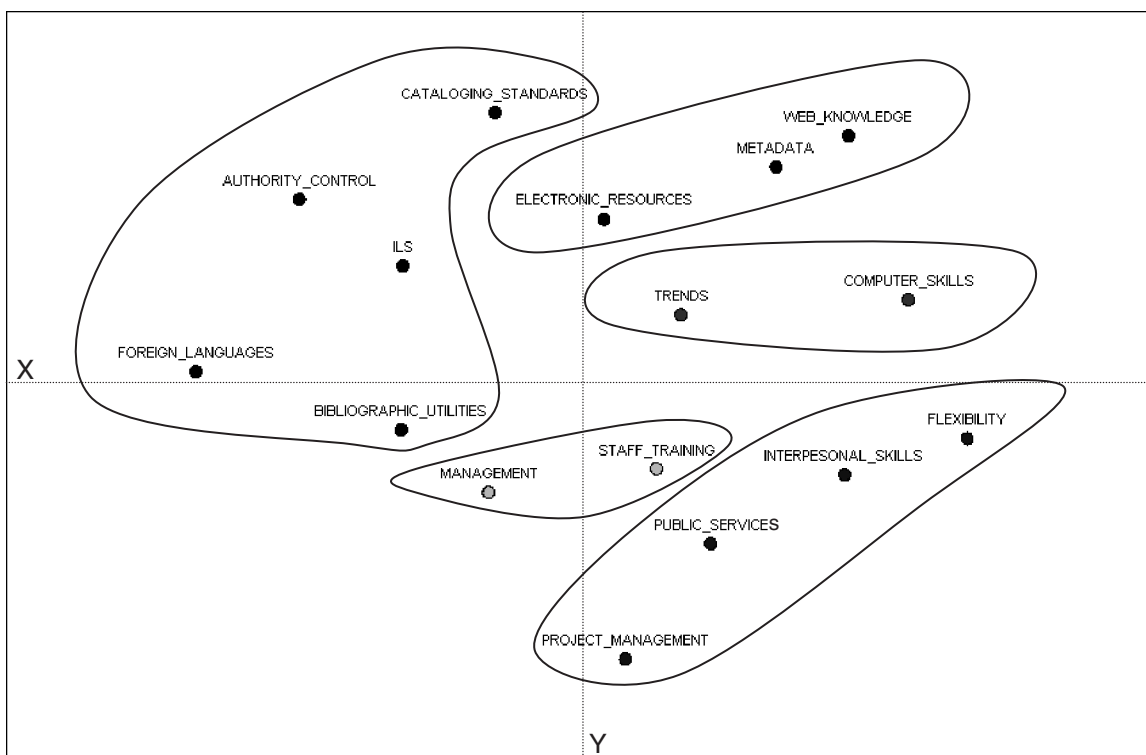 CATALOGING_STANDARDS
WEB_KNOWLEDGE
METADATA
AUTHORITY_CONTROL
ELECTRONIC_RESOURCES
ILS
COMPUTER_SKILLS
TRENDS
FOREIGN_LANGUAGES
X
BIBLIOGRAPHIC_UTILITIES
FLEXIBILITY
STAFF_TRAINING
INTERPESONAL_SKILLS
MANAGEMENT
PUBLIC_SERVICES
PROJECT_MANAGEMENT
Y